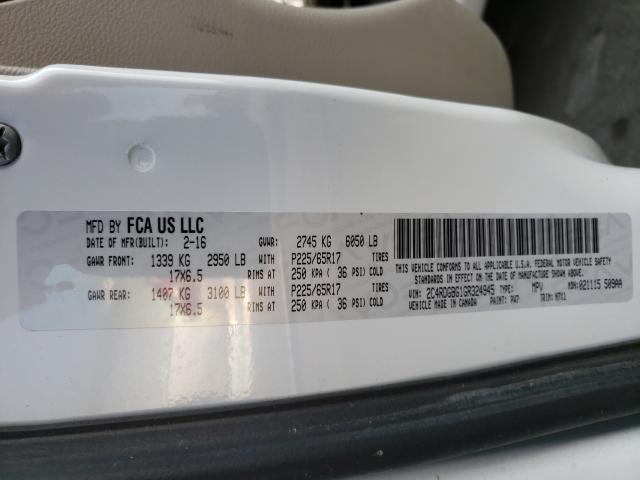 MFD BY FCA US LLC
DATE OF MFR(BUILT): 2-16 GVWR: 2745 KG 6050 LB
GAWR FRONT: 1339 KG 2950 LB WITH P225/65R17 TIRES
17X6.5 RIMS AT 250 KPA ( 36 PSI) COLD
GAWR REAR: 1407 KG 3100 LB WITH P225/65R17 TIRES
17X6.5 RIMS AT 250 KPA ( 36 PSI) COLD
THIS VEHICLE CONFORMS TO ALL APPLICABLE U.S.A. FEDERAL MOTOR VEHICLE SAFETY
STANDARDS IN EFFECT ON THE DATE OF MANUFACTURE SHOWN ABOVE.
VIN: 2C4RDGBG1GR324945 TYPE: MPV MDH:021115 509AA
VEHICLE MADE IN CANADA PAINT: PW7 TRIM: